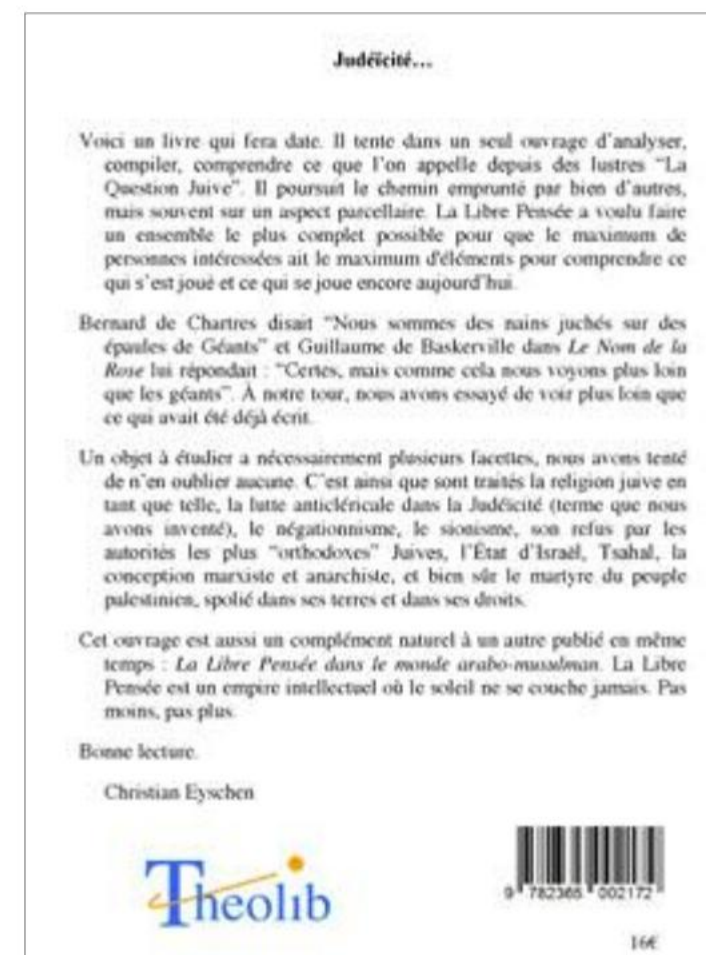 Judéïcité...
Voici un livre qui fera date. Il tente dans un seul ouvrage d'analyser,
compiler, comprendre ce que l'on appelle depuis des lustres "La
Question Juive". Il poursuit le chemin emprunté par bien d'autres,
mais souvent sur un aspect parcellaire. La Libre Pensée a voulu faire
un ensemble le plus complet possible pour que le maximum de
personnes intéressées ait le maximum d'éléments pour comprendre ce
qui s'est joué et ce qui se joue encore aujourd'hui.
Bernard de Chartres disait "Nous sommes des nains juchés sur des
épaules de Géants" et Guillaume de Baskerville dans Le Nom de la
Rose lui répondait : "Certes, mais comme cela nous voyons plus loin
que les géants". À notre tour, nous avons essayé de voir plus loin que
ce qui avait été déjà écrit.
Un objet à étudier a nécessairement plusieurs facettes, nous avons tenté
de n'en oublier aucune. C'est ainsi que sont traités la religion juive en
tant que telle, la lutte anticléricale dans la Judéïcité (terme que nous
avons inventé), le négationnisme, le sionisme, son refus par les
autorités les plus "orthodoxes" Juives, l'État d'Israël, Tsahal, la
conception marxiste et anarchiste, et bien sûr le martyre du peuple
palestinien, spolié dans ses terres et dans ses droits.
Cet ouvrage est aussi un complément naturel à un autre publié en même
temps : La Libre Pensée dans le monde arabo-musulman. La Libre
Pensée est un empire intellectuel où le soleil ne se couche jamais. Pas
moins, pas plus.
Bonne lecture.
Christian Eyschen
Theolib
9 782365 002172
16€